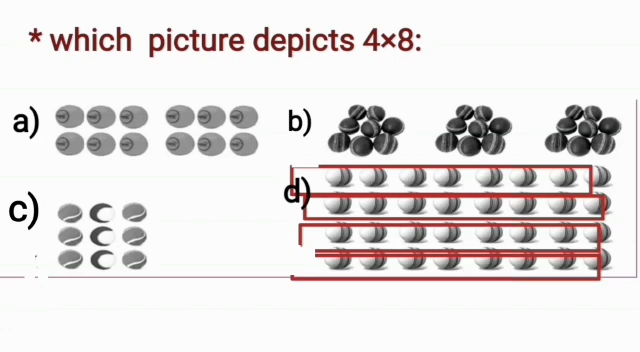 * which picture depicts 4×8:
a)
b)
c)
d)